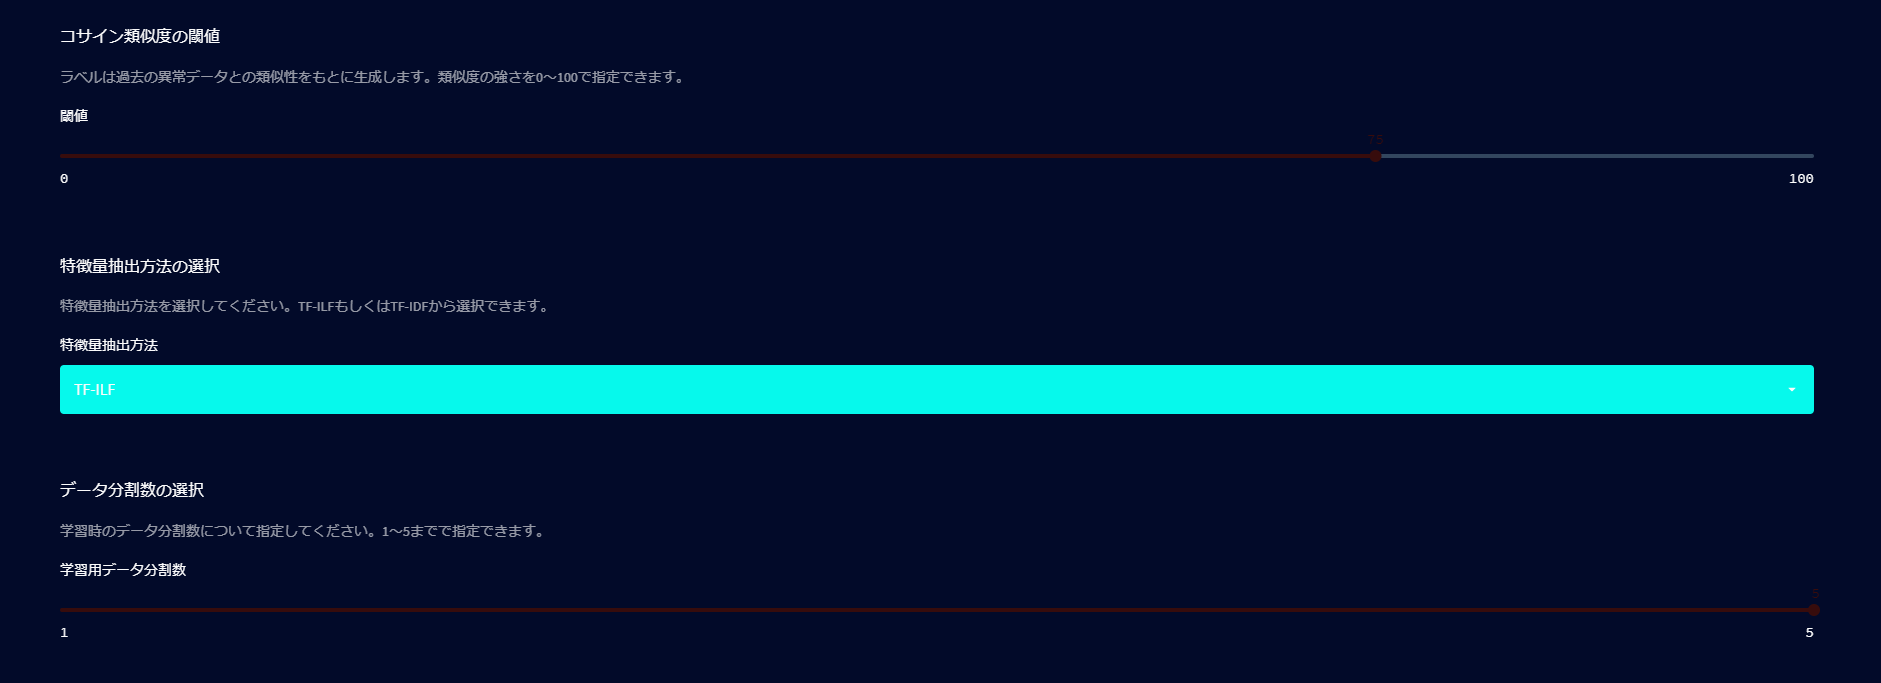 コサイン類似度の閾値
ラベルは過去の異常データとの類似性をもとに生成します。類似度の強さを0～100で指定できます。
閾値
75
0
100
特徴量抽出方法の選択
特徴量抽出方法を選択してください。TF-ILFもしくはTF-IDFから選択できます。
特徴量抽出方法
TF-ILF
データ分割数の選択
学習時のデータ分割数について指定してください。1～5までで指定できます。
学習用データ分割数
5
1
5